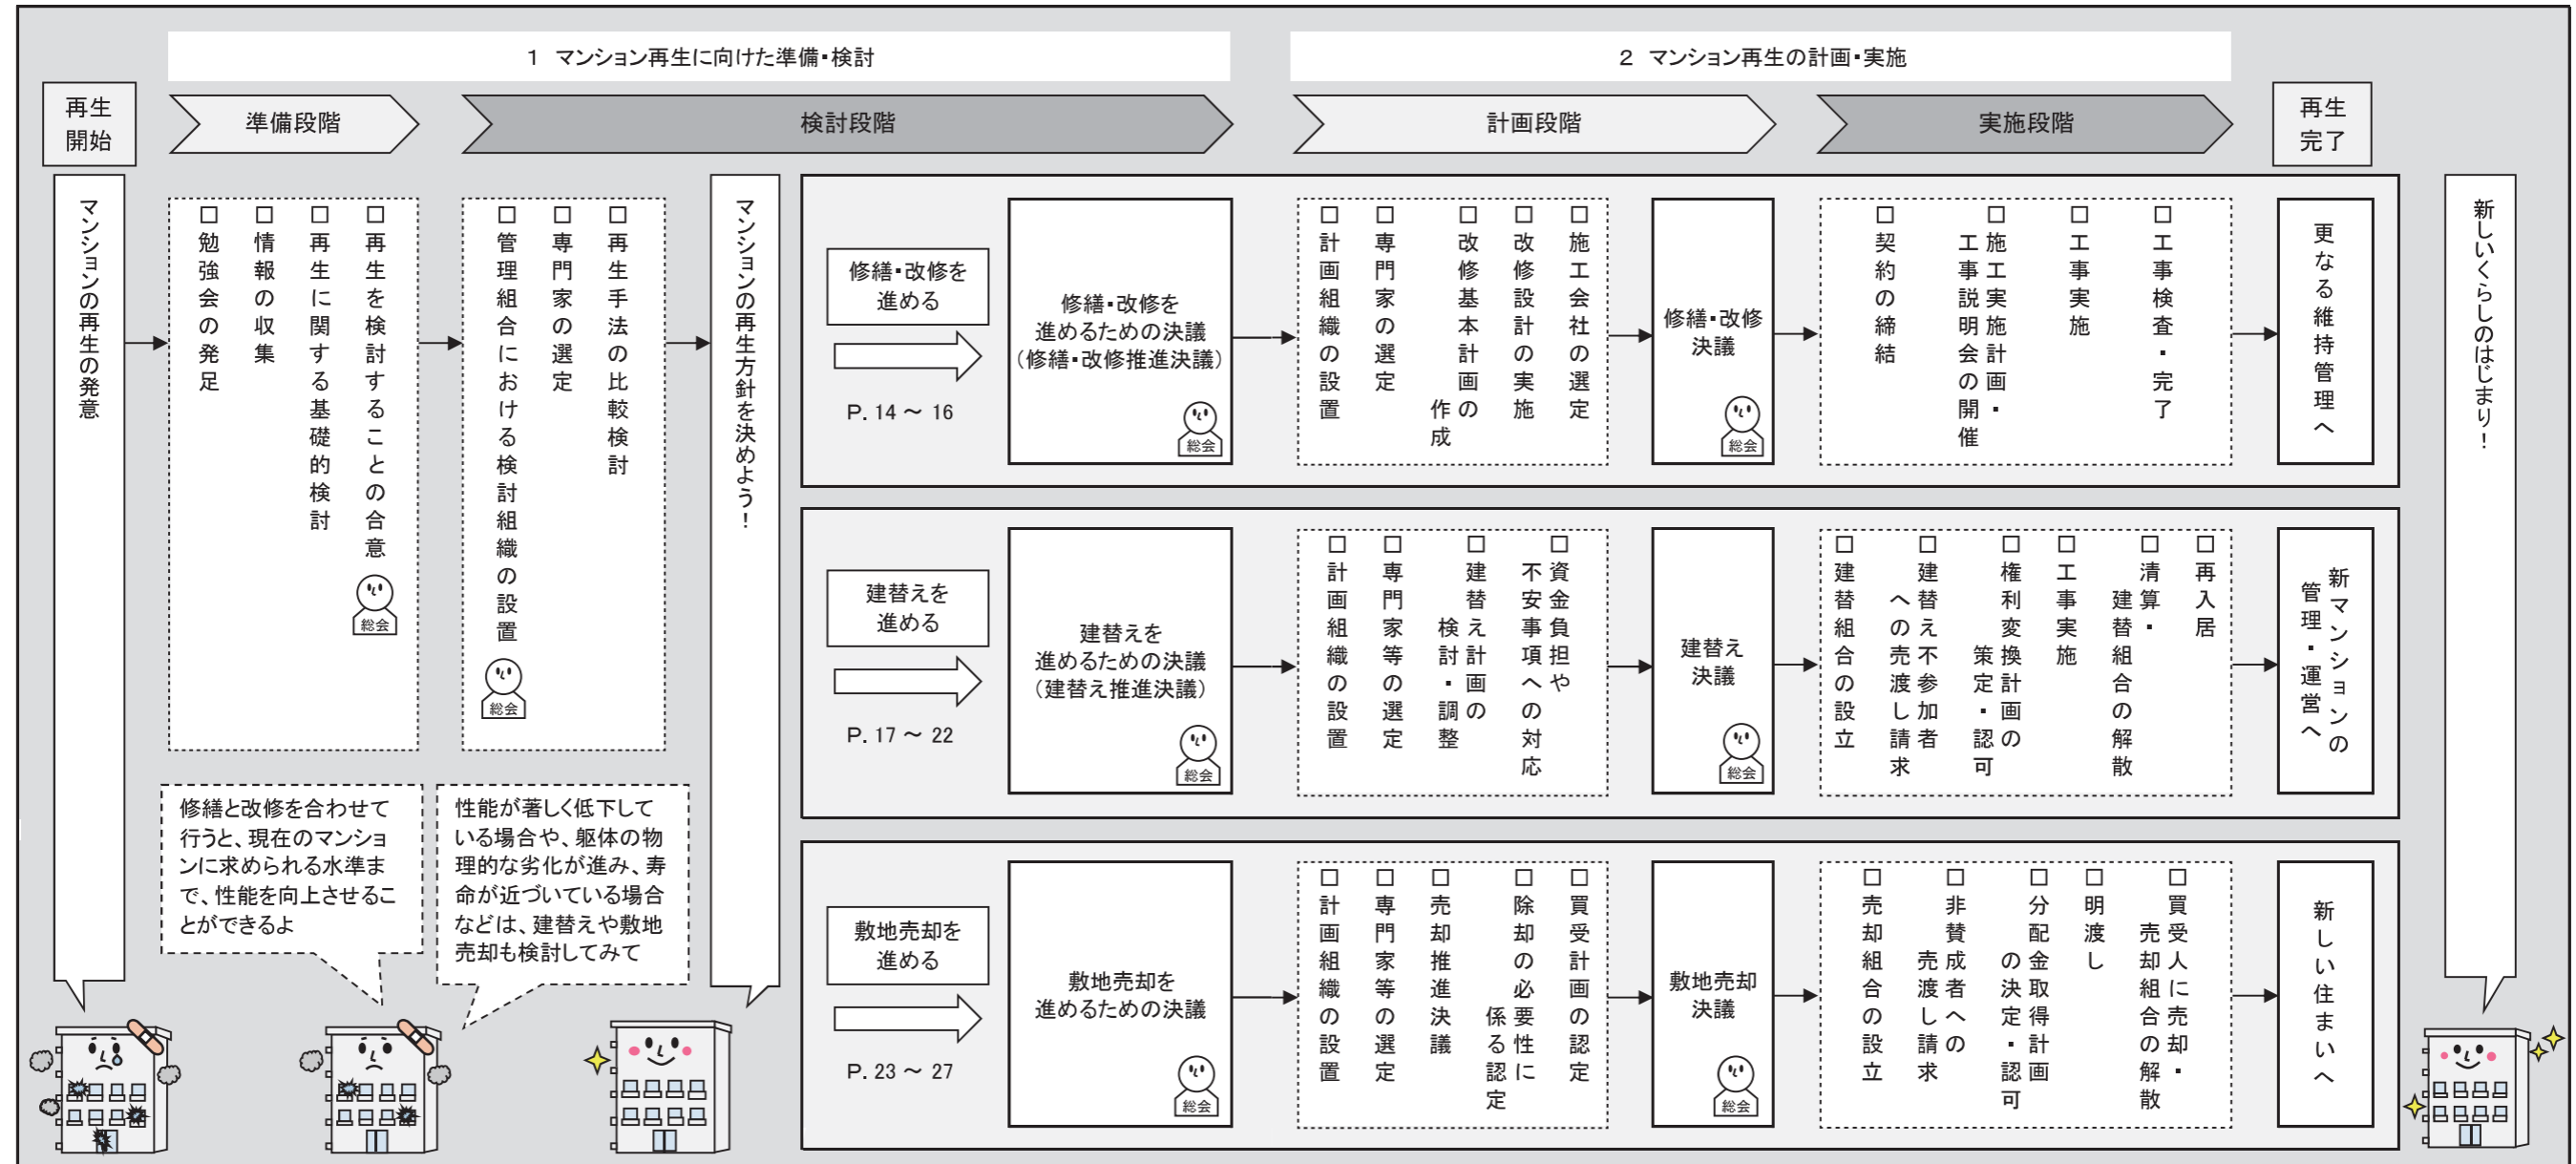 1 マンション再生に向けた準備・検討
2 マンション再生の計画・実施
再生
開始
準備段階
検討段階
計画段階
実施段階
再生
完了
マンションの再生の発意
□勉強会の発足
□情報の収集
□再生に関する基礎的検討
□再生を検討することの合意
総会
□管理組合における検討組織の設置
総会
□専門家の選定
□再生手法の比較検討
マンションの再生方針を決めよう！
修繕・改修を
進める
P. 14 ～ 16
修繕・改修を
進めるための決議
（修繕・改修推進決議）
総会
□計画組織の設置
□専門家の選定
□改修基本計画の
作成
□改修設計の実施
□施工会社の選定
修繕・改修
決議
総会
□契約の締結
□施工実施計画・
工事説明会の開催
□工事実施
□工事検査・完了
更なる維持管理へ
建替えを
進める
P. 17 ～ 22
建替えを
進めるための決議
（建替え推進決議）
総会
□計画組織の設置
□専門家等の選定
□建替え計画の
検討・調整
□資金負担や
不安事項への対応
建替え
決議
総会
□建替組合の設立
□建替え不参加者
への売渡し請求
□権利変換計画の
策定・認可
□工事実施
□清算・
建替組合の解散
□再入居
新マンションの
管理・運営へ
敷地売却を
進める
P. 23 ～ 27
敷地売却を
進めるための決議
総会
□計画組織の設置
□専門家等の選定
□売却推進決議
□除却の必要性に
係る認定
□買受計画の認定
敷地売却
決議
総会
□売却組合の設立
□非賛成者への
売渡し請求
□分配金取得計画
の決定・認可
□明渡し
□買受人に売却・
売却組合の解散
新しい住まいへ
新しいくらしのはじまり！
修繕と改修を合わせて
行うと、現在のマンショ
ンに求められる水準ま
で、性能を向上させるこ
とができるよ
性能が著しく低下して
いる場合や、躯体の物
理的な劣化が進み、寿
命が近づいている場合
などは、建替えや敷地
売却も検討してみて